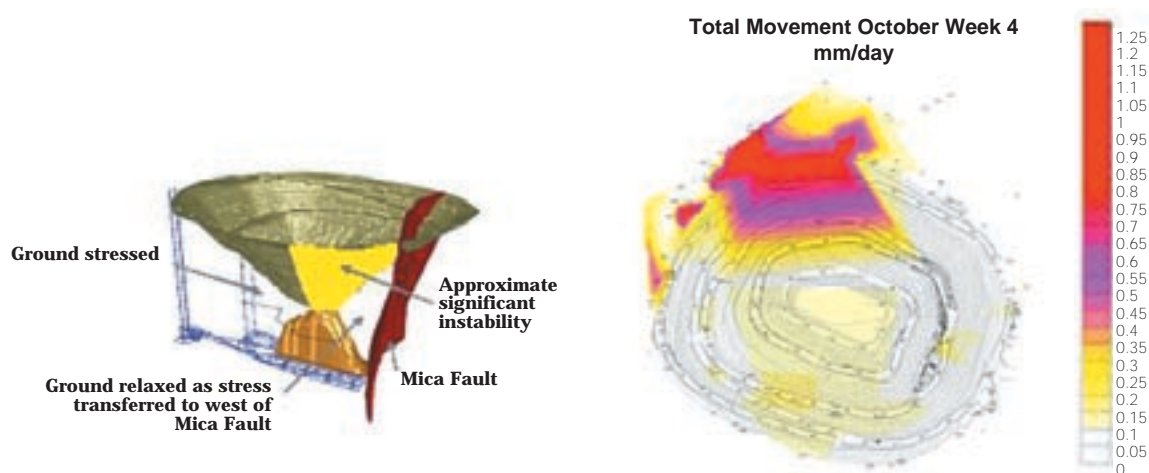 Ground stressed
Approximate
significant
instability
Mica Fault
Ground relaxed as stress
transferred to west of
Mica Fault
Total Movement October Week 4
mm/day
1.25
1.2
1.15
1.1
1.05
1
0.95
0.9
0.85
0.8
0.75
0.7
0.65
0.6
0.55
0.5
0.45
0.4
0.35
0.3
0.25
0.2
0.15
0.1
0.05
0